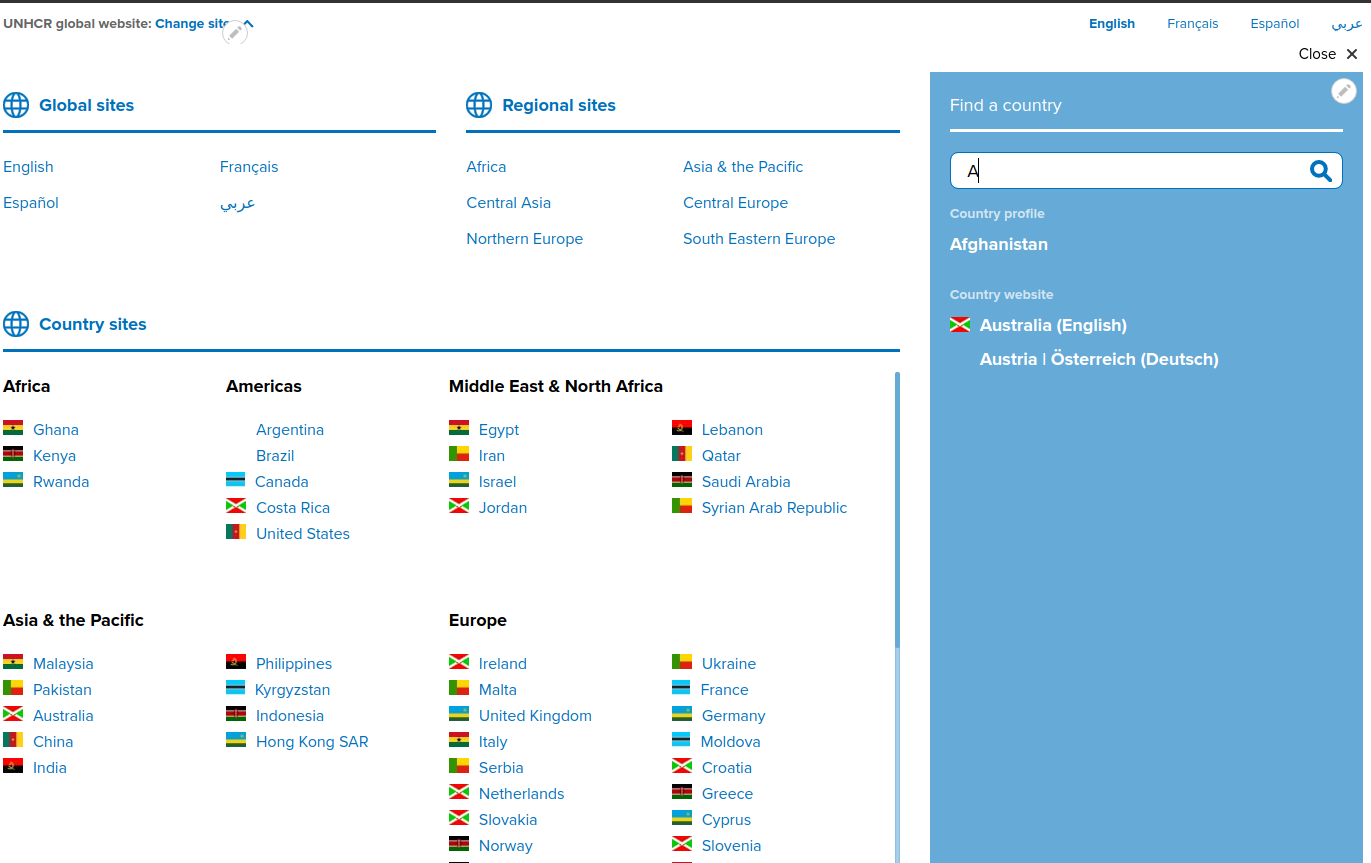 UNHCR global website: Change site
English Français Español عربي
Close
Global sites
English Français
Español عربي
Regional sites
Africa Asia & the Pacific
Central Asia Central Europe
Northern Europe South Eastern Europe
Country sites
Africa
Ghana
Kenya
Rwanda
Americas
Argentina
Brazil
Canada
Costa Rica
United States
Middle East & North Africa
Egypt Lebanon
Iran Qatar
Israel Saudi Arabia
Jordan Syrian Arab Republic
Asia & the Pacific
Malaysia Philippines
Pakistan Kyrgyzstan
Australia Indonesia
China Hong Kong SAR
India
Europe
Ireland Ukraine
Malta France
United Kingdom Germany
Italy Moldova
Serbia Croatia
Netherlands Greece
Slovakia Cyprus
Norway Slovenia
Find a country
A
Country profile
Afghanistan
Country website
Australia (English)
Austria | Österreich (Deutsch)